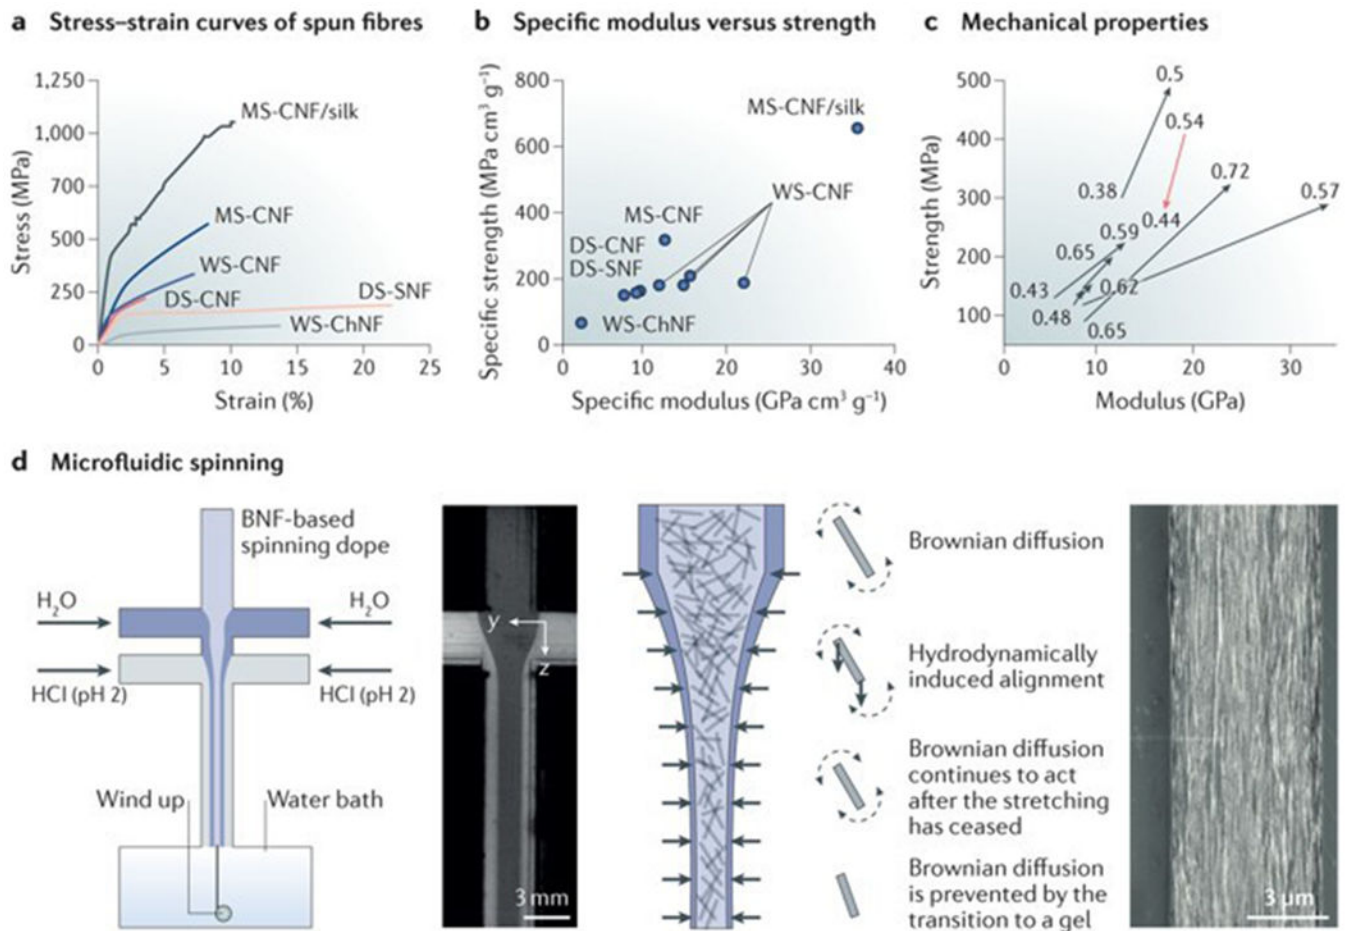 a Stress–strain curves of spun fibres
1,250
1,000
700
500
250
0
0 5 10 15 20 25
Stress (MPa)
Strain (%)
MS-CNF/silk
MS-CNF
WS-CNF
DS-CNF
DS-SNF
WS-ChNF
b Specific modulus versus strength
800
600
400
200
0
0 10 20 30 40
Specific strength (MPa cm³ g⁻¹)
Specific modulus (GPa cm³ g⁻¹)
MS-CNF/silk
WS-CNF
MS-CNF
DS-CNF
DS-SNF
WS-ChNF
c Mechanical properties
500
400
300
200
100
0 10 20 30
Strength (MPa)
Modulus (GPa)
0.5
0.54
0.72
0.57
0.38
0.44
0.59
0.65
0.43
0.62
0.48
0.65
d Microfluidic spinning
BNF-based
spinning dope
H₂O
H₂O
HCl (pH 2)
HCl (pH 2)
Wind up
Water bath
y
z
3 mm
Brownian diffusion
Hydrodynamically
induced alignment
Brownian diffusion
continues to act
after the stretching
has ceased
Brownian diffusion
is prevented by the
transition to a gel
3 μm